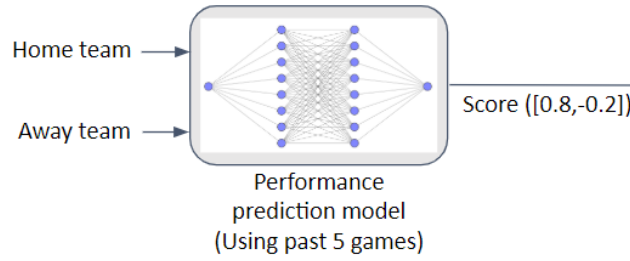 Home team
Away team
Score ([0.8,-0.2])
Performance
prediction model
(Using past 5 games)